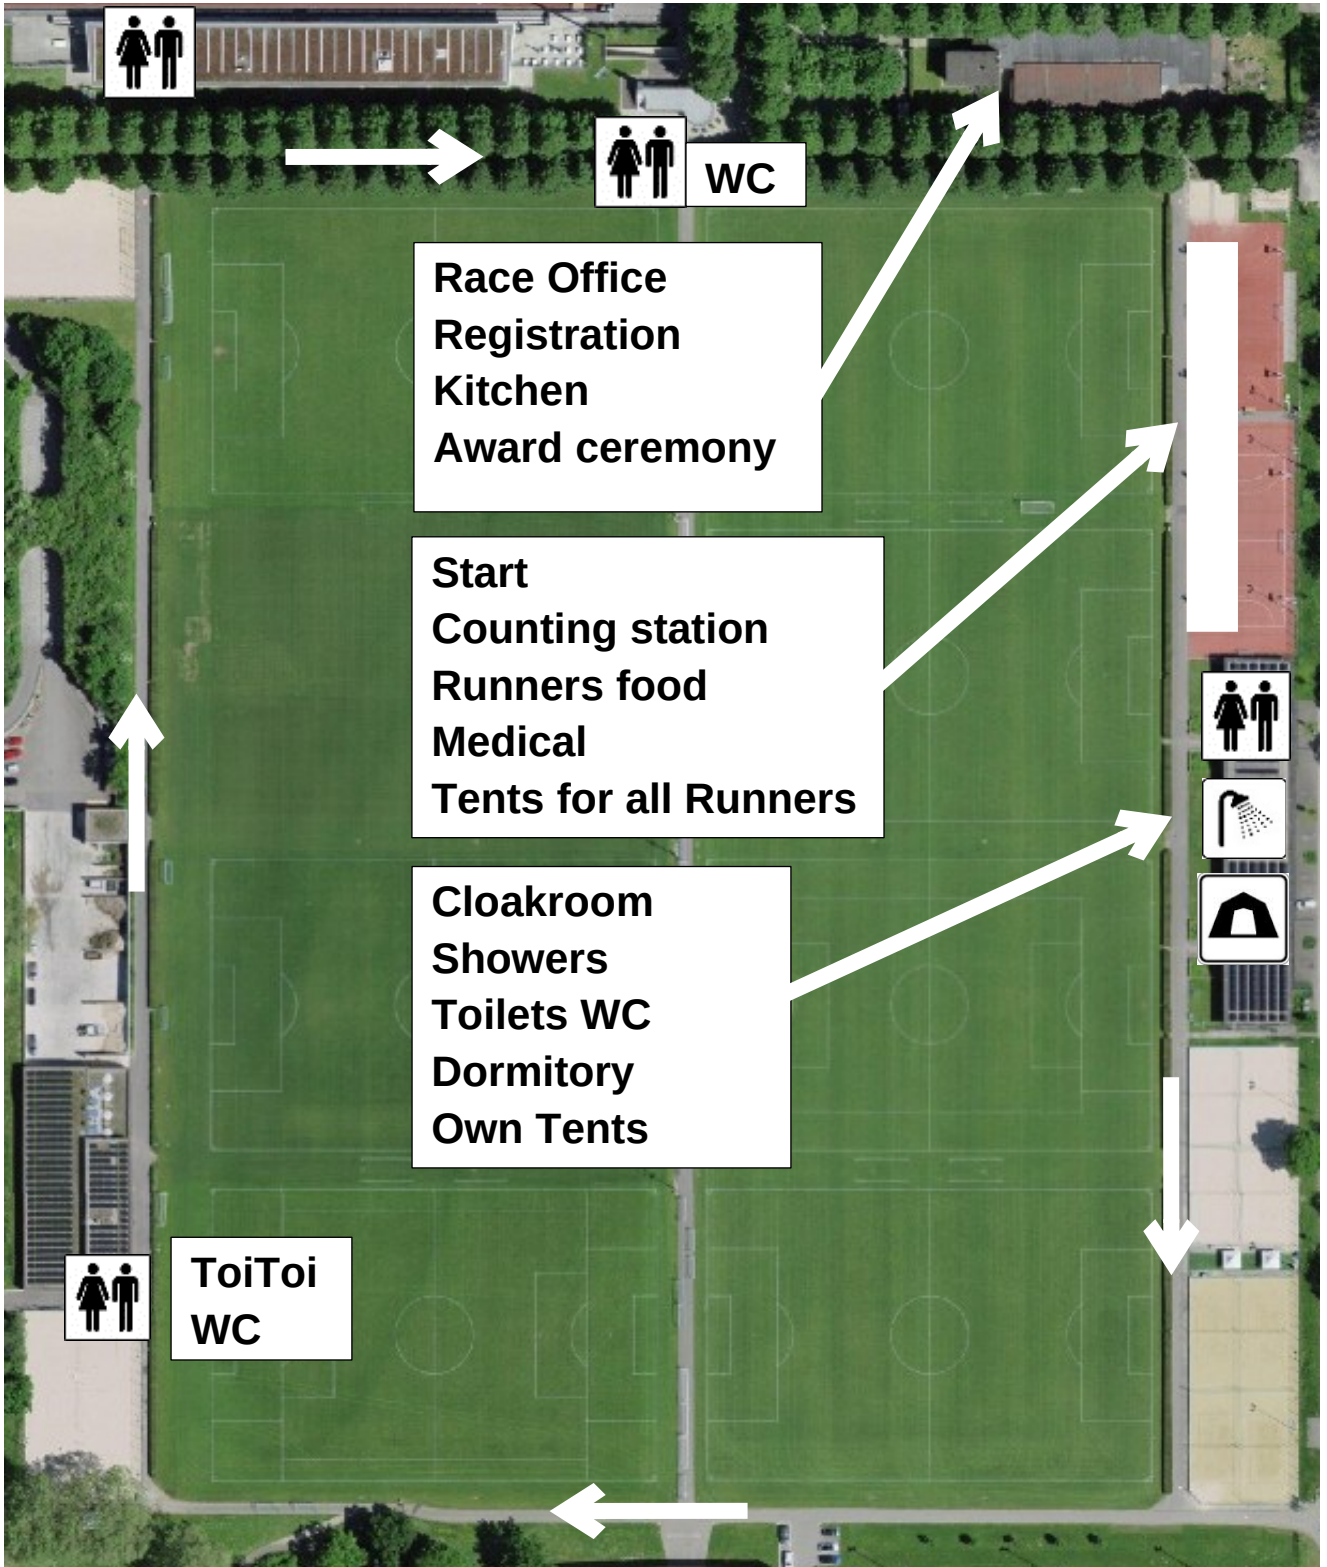 WC
Race Office
Registration
Kitchen
Award ceremony
Start
Counting station
Runners food
Medical
Tents for all Runners
Cloakroom
Showers
Toilets WC
Dormitory
Own Tents
ToiToi
WC